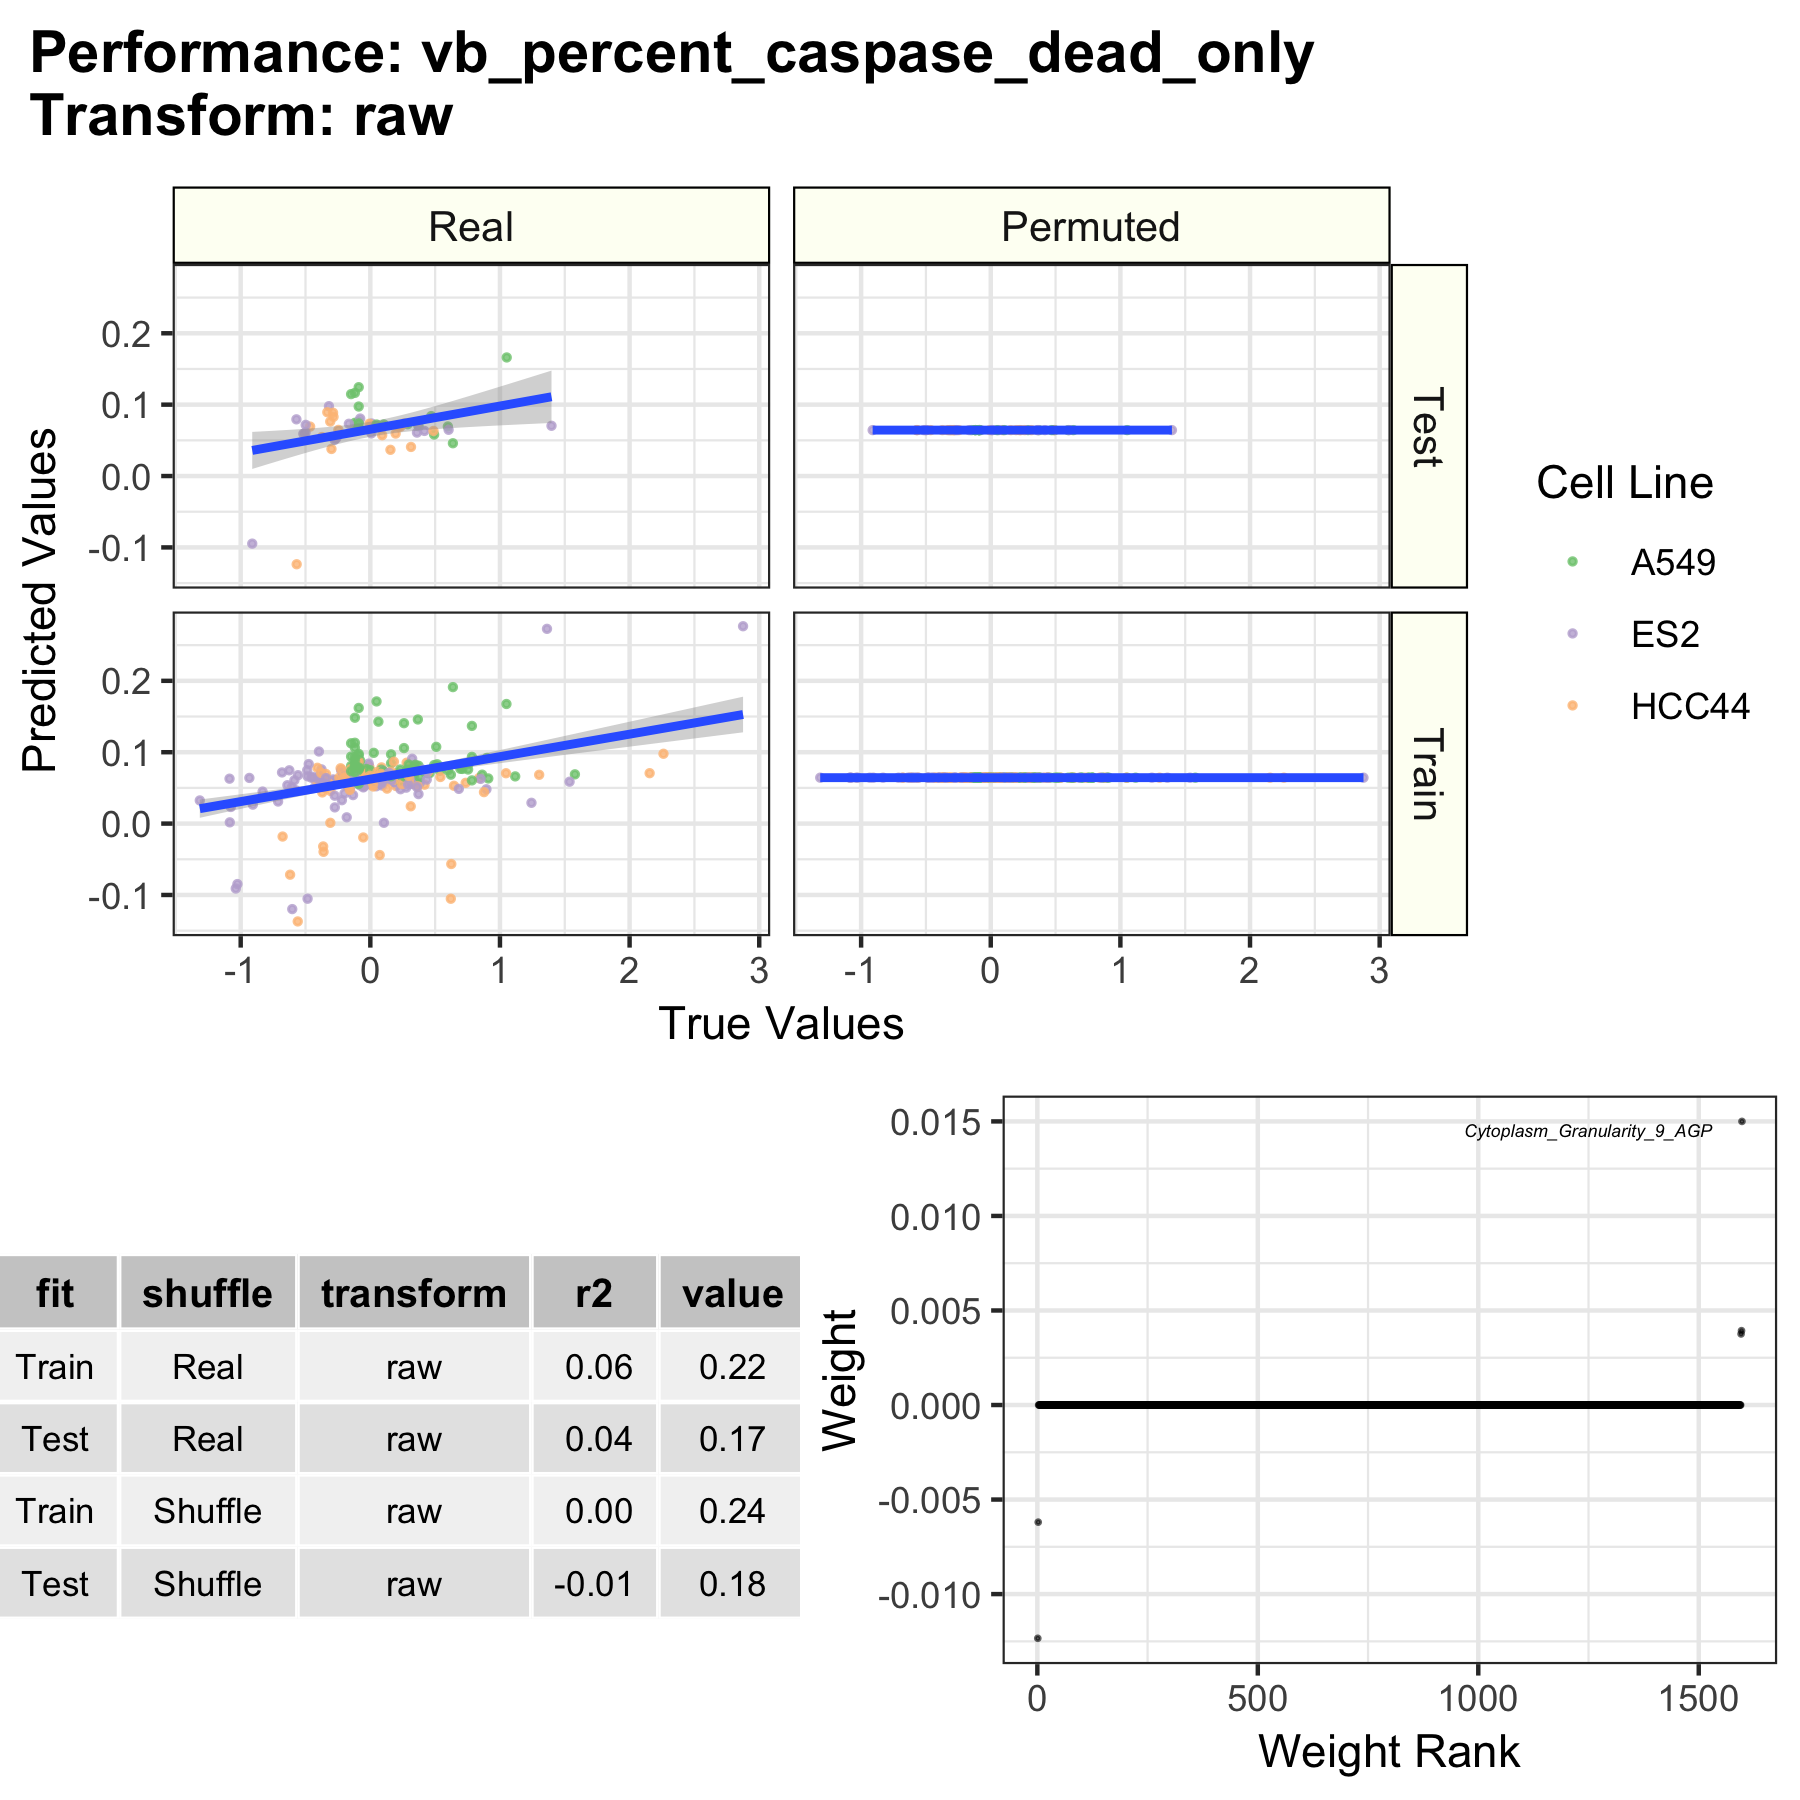 Performance: vb_percent_caspase_dead_only
Transform: raw
Real
Permuted
0.2
0.1
0.0
-0.1
Test
0.2
0.1
0.0
-0.1
Train
Predicted Values
-1 0 1 2 3
-1 0 1 2 3
True Values
Cell Line
A549
ES2
HCC44
fit shuffle transform r2 value
Train Real raw 0.06 0.22
Test Real raw 0.04 0.17
Train Shuffle raw 0.00 0.24
Test Shuffle raw -0.01 0.18
Weight
0.015
0.010
0.005
0.000
-0.005
-0.010
Cytoplasm_Granularity_9_AGP
0 500 1000 1500
Weight Rank